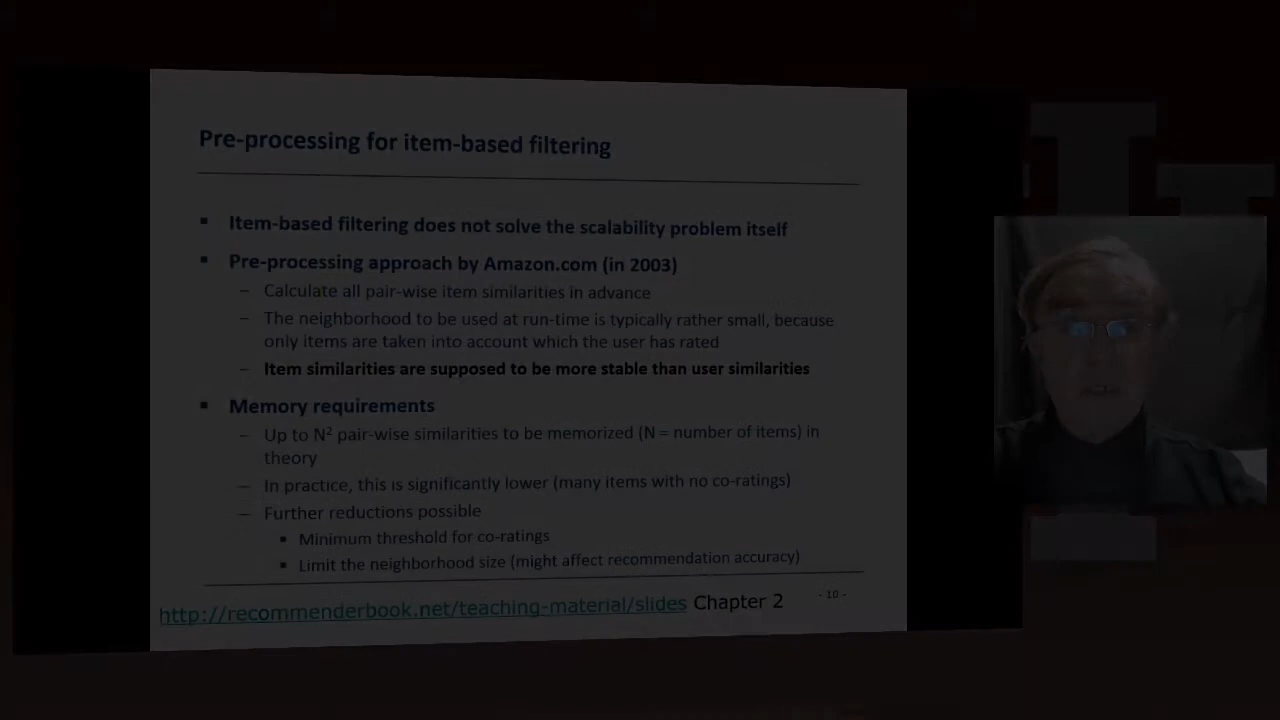 Pre-processing for item-based filtering
▪ Item-based filtering does not solve the scalability problem itself
▪ Pre-processing approach by Amazon.com (in 2003)
– Calculate all pair-wise item similarities in advance
– The neighborhood to be used at run-time is typically rather small, because
only items are taken into account which the user has rated
– Item similarities are supposed to be more stable than user similarities
▪ Memory requirements
– Up to N² pair-wise similarities to be memorized (N = number of items) in
theory
– In practice, this is significantly lower (many items with no co-ratings)
– Further reductions possible
▪ Minimum threshold for co-ratings
▪ Limit the neighborhood size (might affect recommendation accuracy)
- 10 -
http://recommenderbook.net/teaching-material/slides Chapter 2